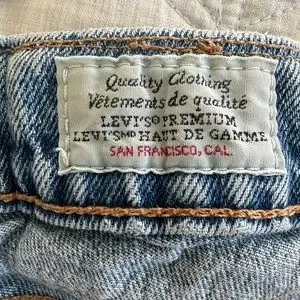 Quality Clothing
Vêtements de qualité
LEVI'S® PREMIUM
LEVI'S MD HAUT DE GAMME
SAN FRANCISCO, CAL.